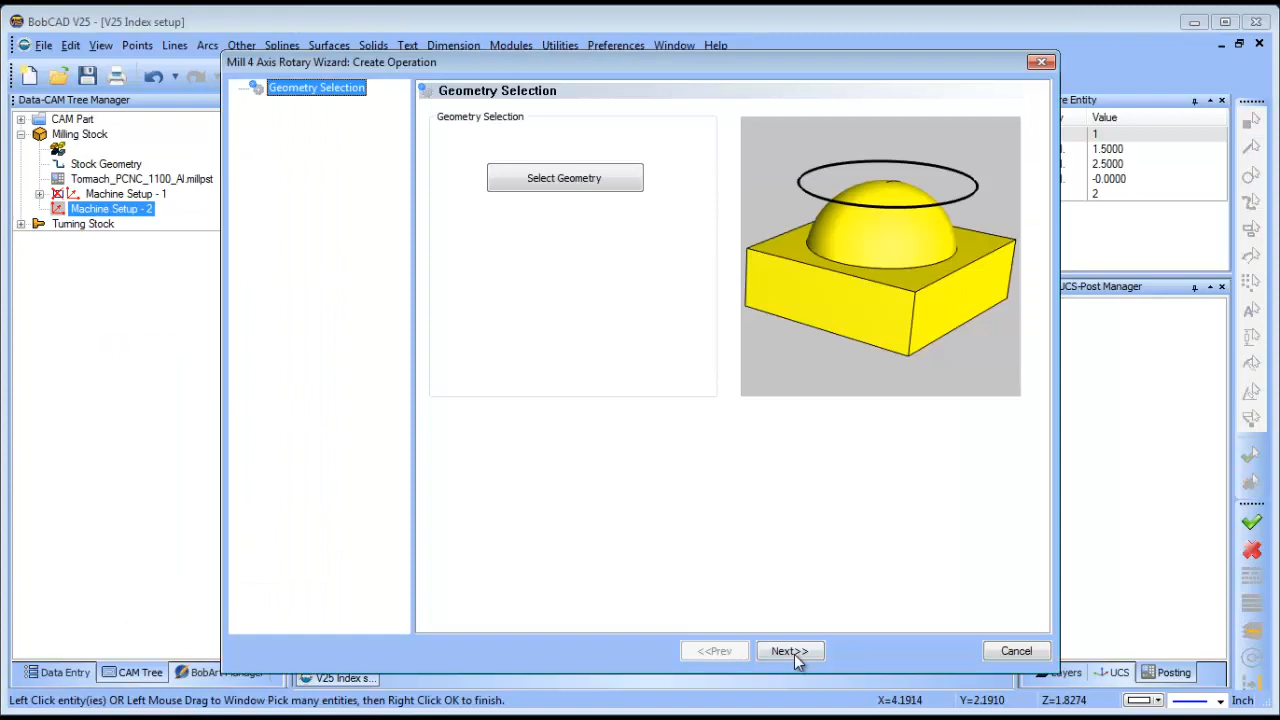 BobCAD V25 - [V25 Index setup]
File Edit View Points Lines Arcs Other Splines Surfaces Solids Text Dimension Modules Utilities Preferences Window Help
Mill 4 Axis Rotary Wizard: Create Operation
Geometry Selection
Geometry Selection
Geometry Selection
Select Geometry
<<Prev
Next>>
Cancel
Data-CAM Tree Manager
CAM Part
Milling Stock
Stock Geometry
Tormach_PCNC_1100_Al.millpst
Machine Setup - 1
Machine Setup - 2
Turning Stock
re Entity
Value
1
1.5000
2.5000
-0.0000
2
UCS-Post Manager
Data Entry
CAM Tree
V25 Index s...
Layers
UCS
Posting
Left Click entity(ies) OR Left Mouse Drag to Window Pick many entities, then Right Click OK to finish.
X=4.1914
Y=2.1910
Z=1.8274
Inch